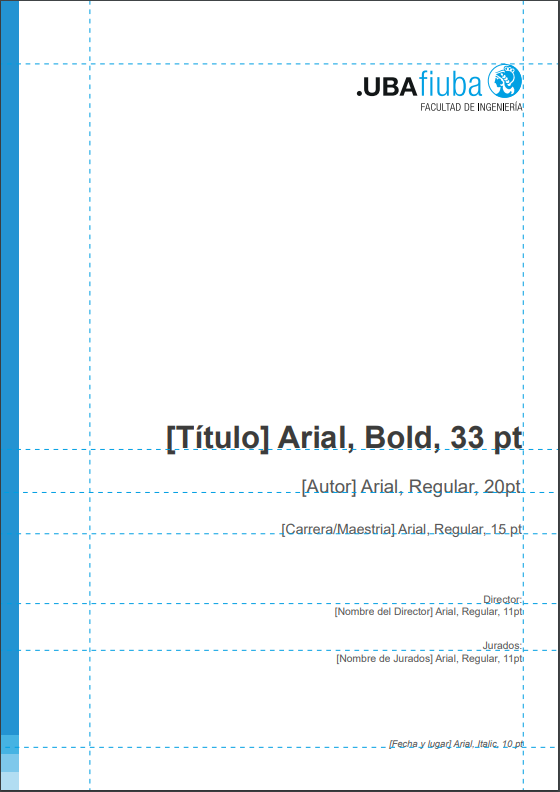 .UBAfiuba
FACULTAD DE INGENIERÍA
[Título] Arial, Bold, 33 pt
[Autor] Arial, Regular, 20pt
[Carrera/Maestria] Arial, Regular, 15 pt
Director:
[Nombre del Director] Arial, Regular, 11pt
Jurados:
[Nombre de Jurados] Arial, Regular, 11pt
[Fecha y lugar] Arial, Italic, 10 pt